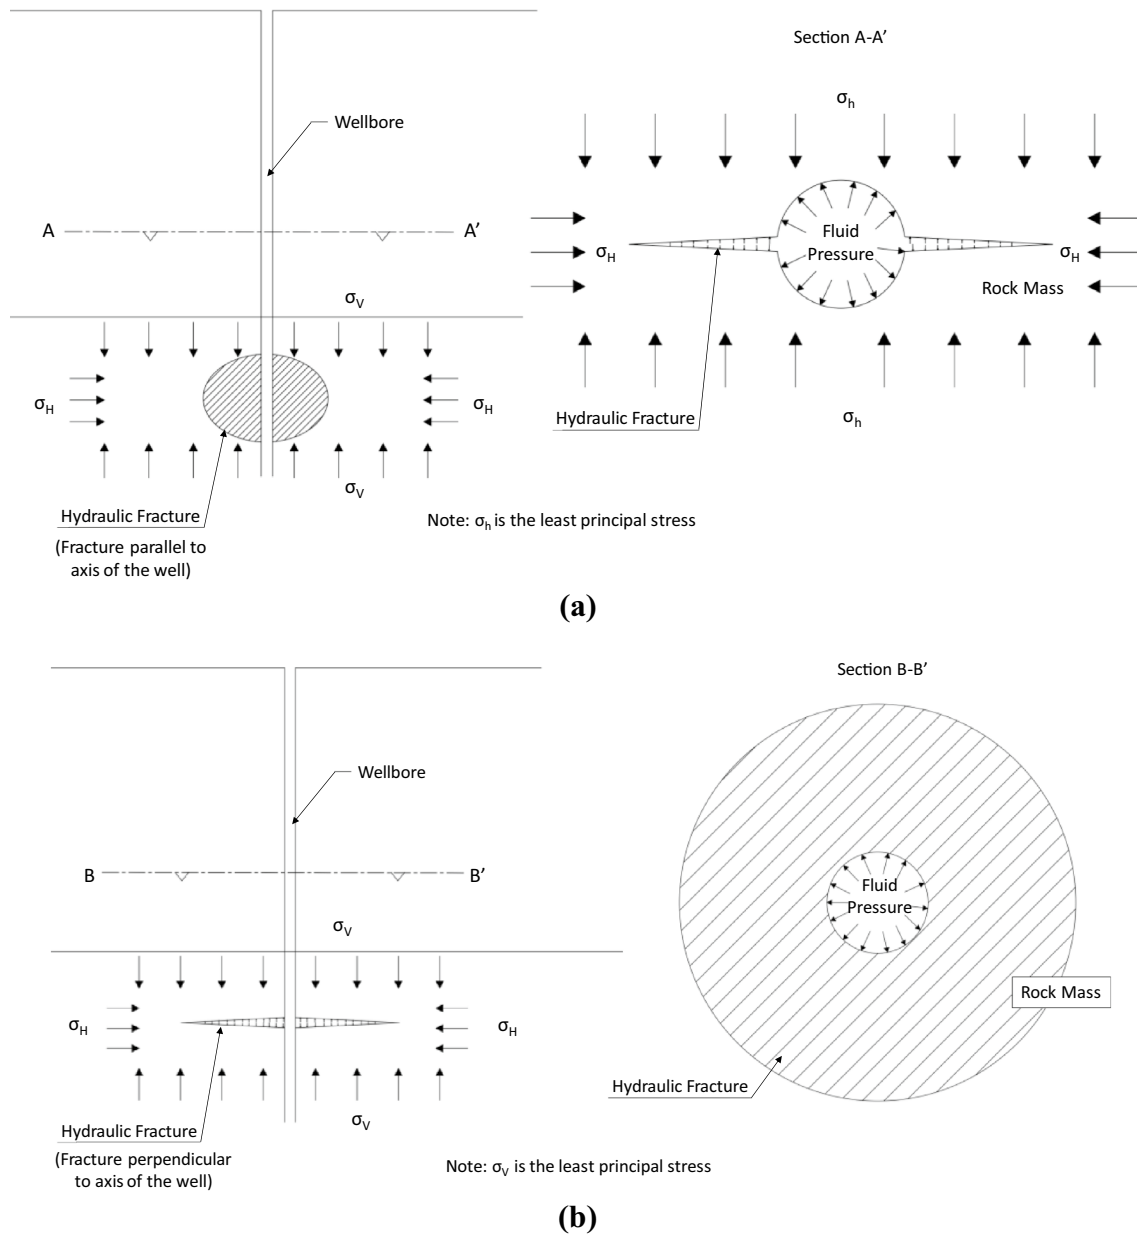 Section A-A’
σh
Wellbore
A
A’
Fluid
Pressure
σH
σH
Rock Mass
σV
σH
σH
σV
Hydraulic Fracture
σh
Hydraulic Fracture
(Fracture parallel to
axis of the well)
Note: σh is the least principal stress
(a)
Section B-B’
Wellbore
B
B’
Fluid
Pressure
σV
Rock Mass
σH
σH
Hydraulic Fracture
σV
Hydraulic Fracture
(Fracture perpendicular
to axis of the well)
Note: σV is the least principal stress
(b)